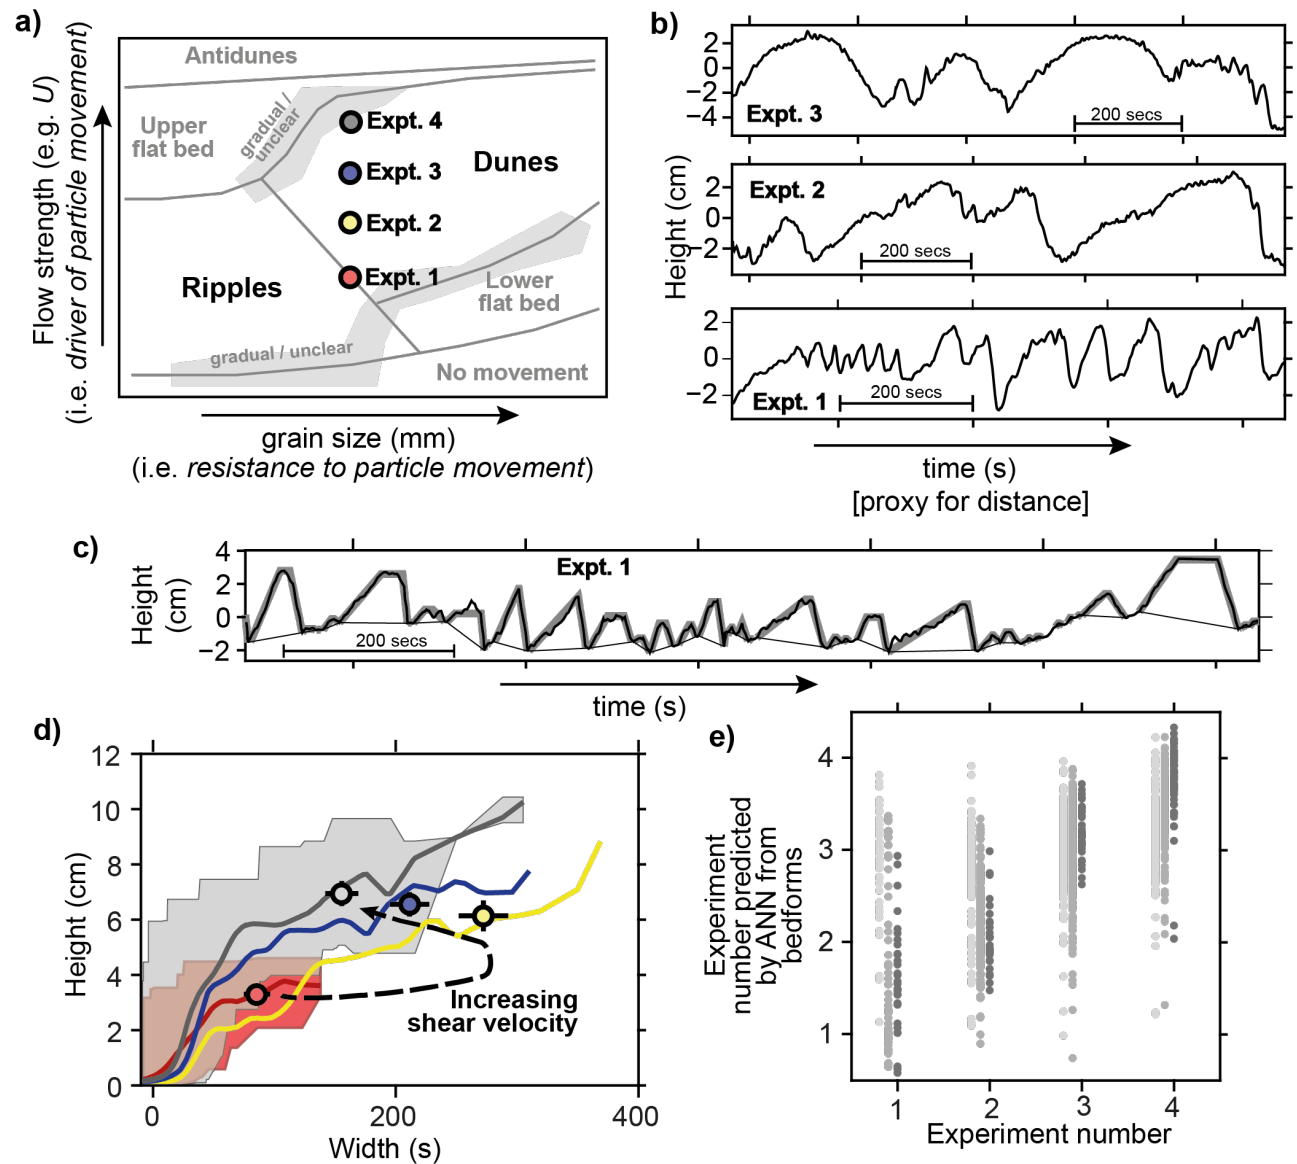 a)
Flow strength (e.g. U)
(i.e. driver of particle movement)
Antidunes
Upper
flat bed
gradual /
unclear
Expt. 4
Expt. 3
Dunes
Expt. 2
Expt. 1
Ripples
Lower
flat bed
gradual / unclear
No movement
grain size (mm)
(i.e. resistance to particle movement)
b)
Height (cm)
2
0
−2
−4
Expt. 3
200 secs
2
0
−2
Expt. 2
200 secs
2
0
−2
Expt. 1
200 secs
time (s)
[proxy for distance]
c)
Height
(cm)
4
2
0
−2
Expt. 1
200 secs
time (s)
d)
Height (cm)
12
10
8
6
4
2
0
Increasing
shear velocity
0
200
400
Width (s)
e)
Experiment
number predicted
by ANN from
bedforms
4
3
2
1
1
2
3
4
Experiment number